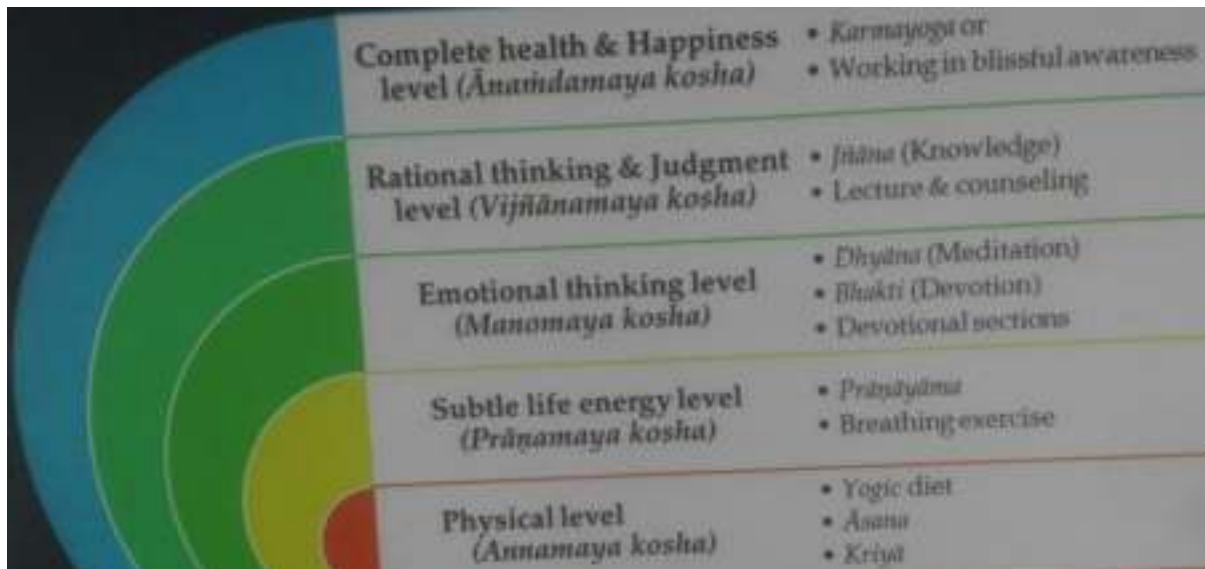 Complete health & Happiness
level (Ānaṁdamaya kosha)
• Karmayoga or
• Working in blissful awareness
Rational thinking & Judgment
level (Vijñānamaya kosha)
• Jñāna (Knowledge)
• Lecture & counseling
Emotional thinking level
(Manomaya kosha)
• Dhyāna (Meditation)
• Bhakti (Devotion)
• Devotional sections
Subtle life energy level
(Prāṇamaya kosha)
• Prāṇāyāma
• Breathing exercise
Physical level
(Annamaya kosha)
• Yogic diet
• Āsana
• Kriyā